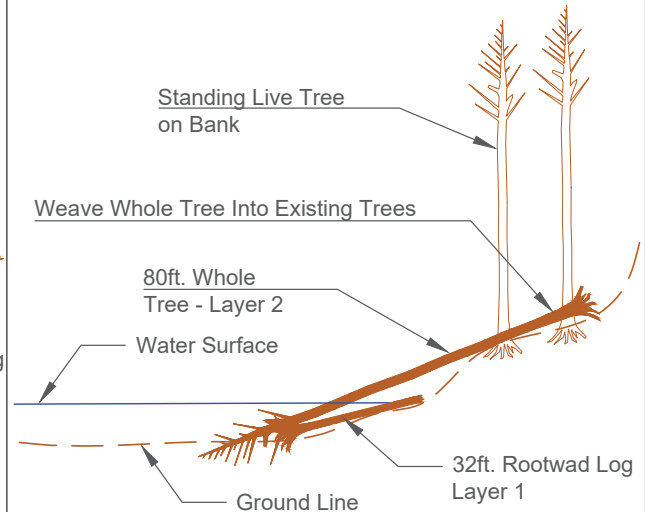 Standing Live Tree
on Bank
Weave Whole Tree Into Existing Trees
80ft. Whole
Tree - Layer 2
Water Surface
32ft. Rootwad Log
Layer 1
Ground Line